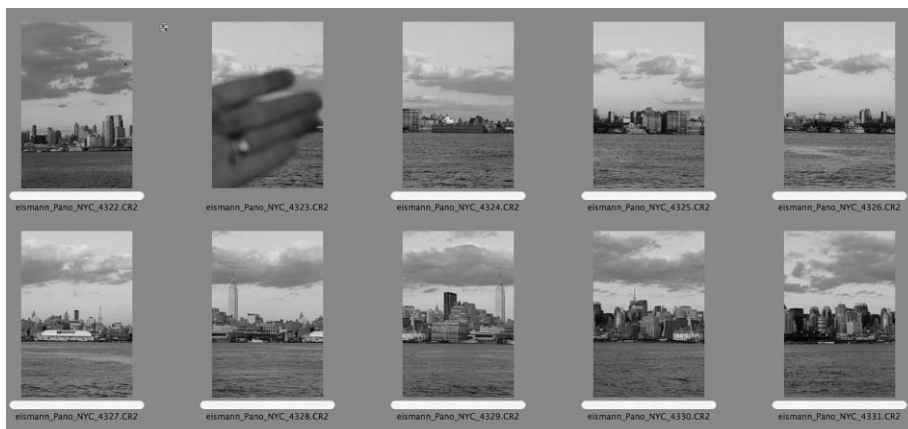 eismann_Pano_NYC_4322.CR2
eismann_Pano_NYC_4323.CR2
eismann_Pano_NYC_4324.CR2
eismann_Pano_NYC_4325.CR2
eismann_Pano_NYC_4326.CR2
eismann_Pano_NYC_4327.CR2
eismann_Pano_NYC_4328.CR2
eismann_Pano_NYC_4329.CR2
eismann_Pano_NYC_4330.CR2
eismann_Pano_NYC_4331.CR2